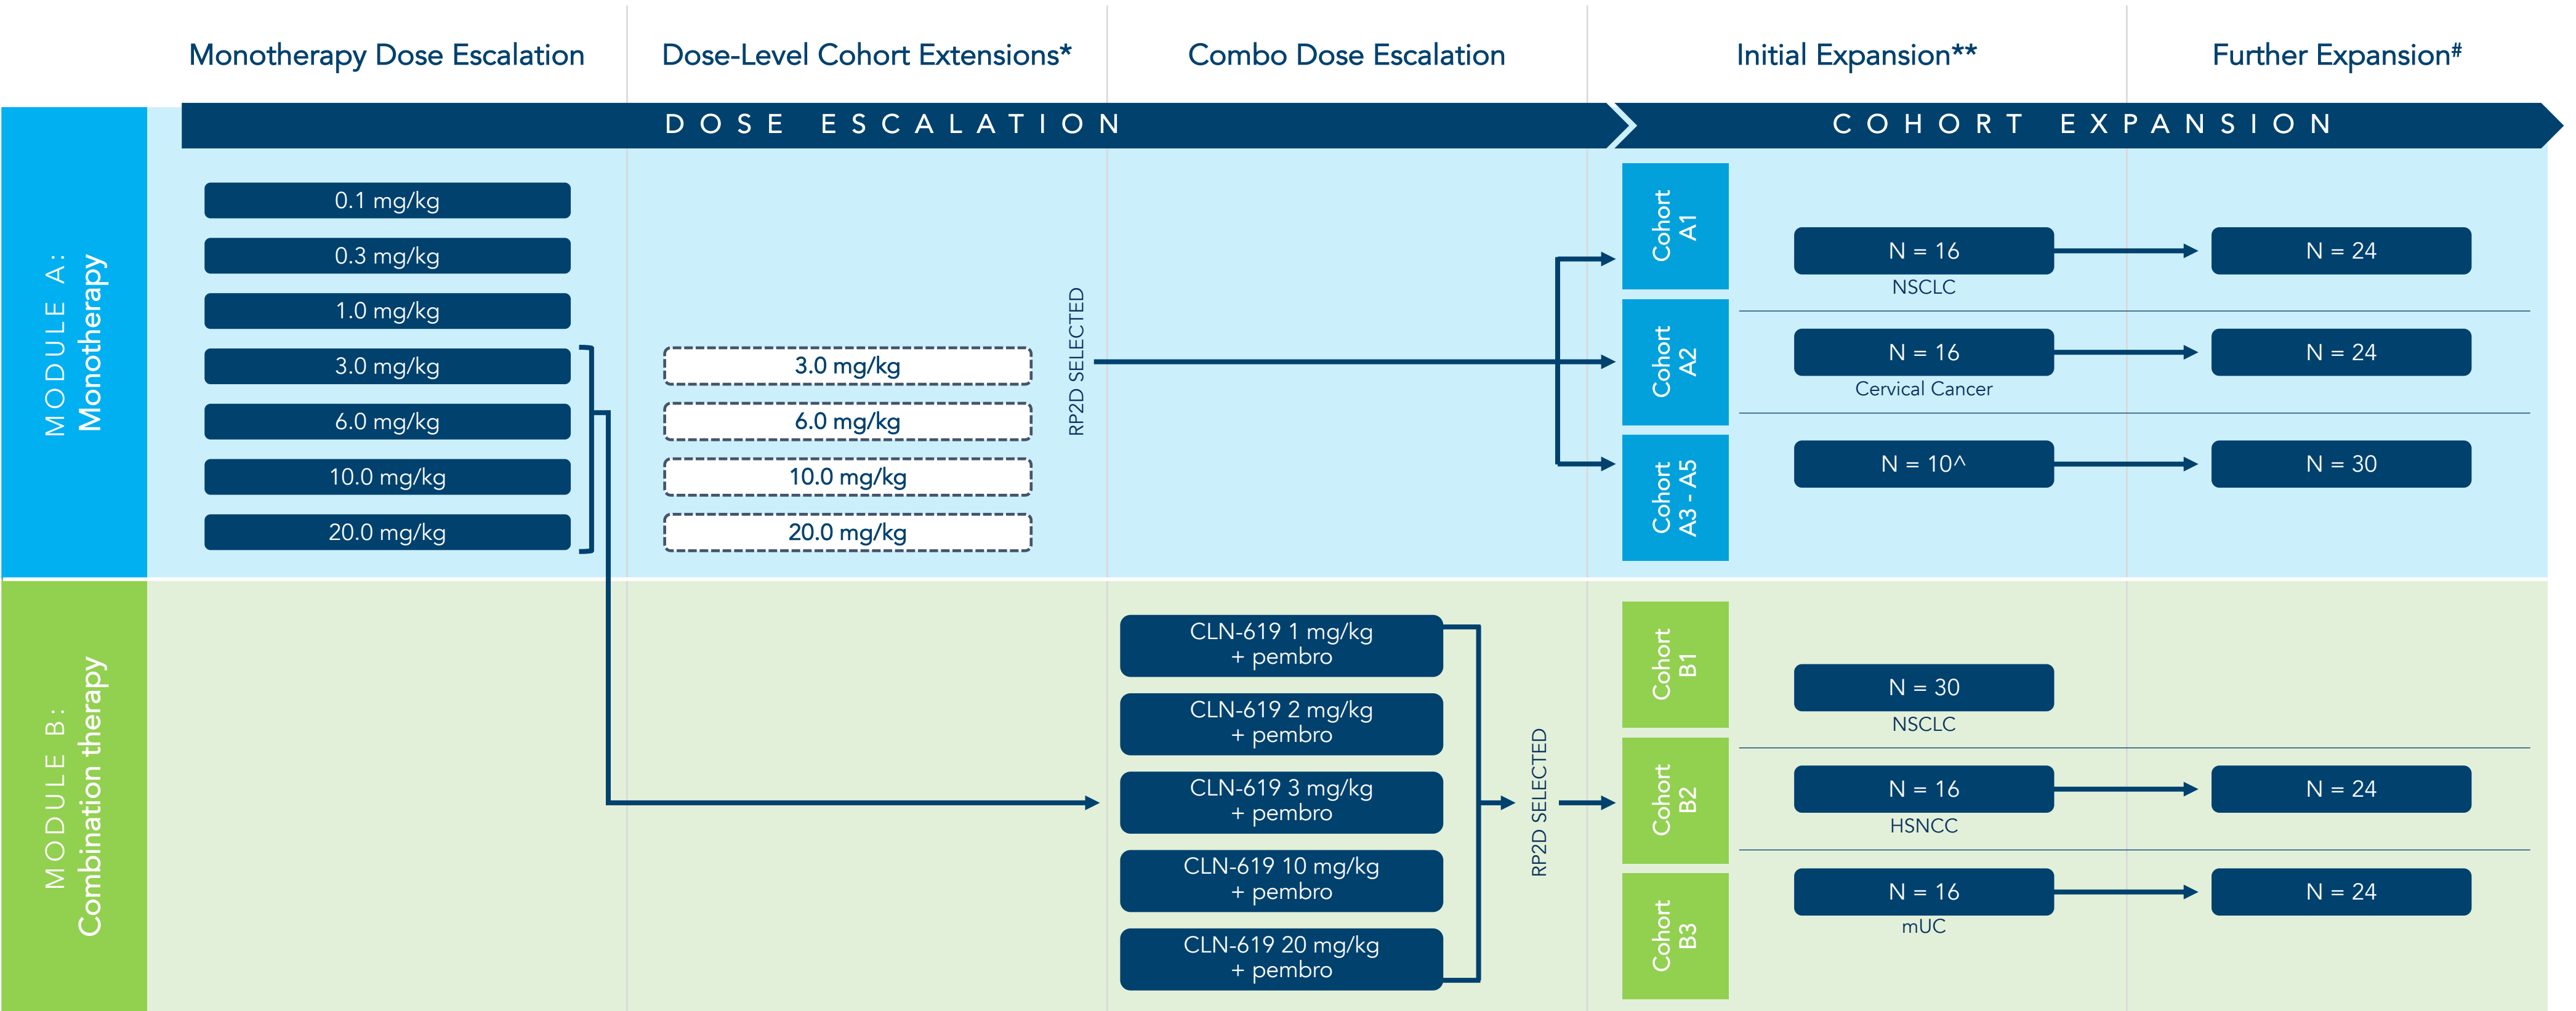 Monotherapy Dose Escalation
Dose-Level Cohort Extensions*
Combo Dose Escalation
Initial Expansion**
Further Expansion#
DOSE ESCALATION
COHORT EXPANSION
MODULE A:
Monotherapy
0.1 mg/kg
0.3 mg/kg
1.0 mg/kg
3.0 mg/kg
6.0 mg/kg
10.0 mg/kg
20.0 mg/kg
3.0 mg/kg
6.0 mg/kg
10.0 mg/kg
20.0 mg/kg
RP2D SELECTED
Cohort
A1
N = 16
NSCLC
N = 24
Cohort
A2
N = 16
Cervical Cancer
N = 24
Cohort
A3 - A5
N = 10^
N = 30
MODULE B:
Combination therapy
CLN-619 1 mg/kg
+ pembro
CLN-619 2 mg/kg
+ pembro
CLN-619 3 mg/kg
+ pembro
CLN-619 10 mg/kg
+ pembro
CLN-619 20 mg/kg
+ pembro
RP2D SELECTED
Cohort
B1
N = 30
NSCLC
Cohort
B2
N = 16
HSNCC
N = 24
Cohort
B3
N = 16
mUC
N = 24